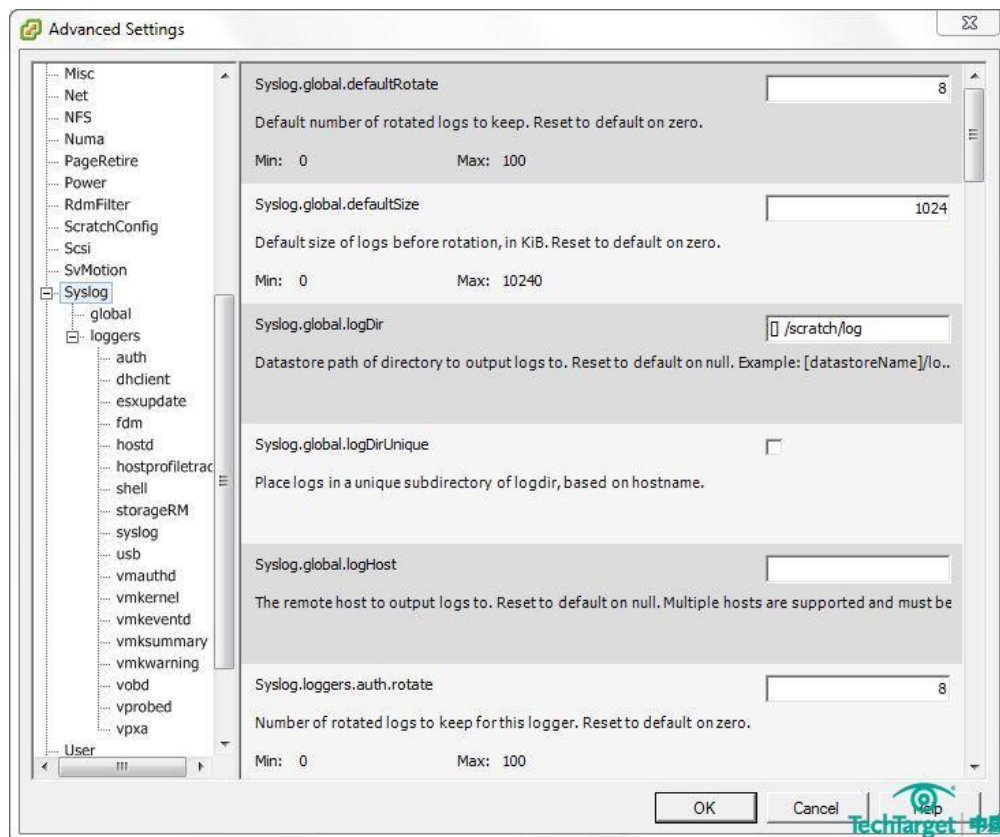 Advanced Settings
Misc
Net
NFS
Numa
PageRetire
Power
RdmFilter
ScratchConfig
Scsi
SvMotion
Syslog
global
loggers
auth
dhclient
esxupdate
fdm
hostd
hostprofiletrac
shell
storageRM
syslog
usb
vmauthd
vmkernel
vmkeventd
vmksummary
vmkwarning
vobd
vprobed
vpxa
User
Syslog.global.defaultRotate
8
Default number of rotated logs to keep. Reset to default on zero.
Min: 0 Max: 100
Syslog.global.defaultSize
1024
Default size of logs before rotation, in KiB. Reset to default on zero.
Min: 0 Max: 10240
Syslog.global.logDir
[] /scratch/log
Datastore path of directory to output logs to. Reset to default on null. Example: [datastoreName]/lo..
Syslog.global.logDirUnique
Place logs in a unique subdirectory of logdir, based on hostname.
Syslog.global.logHost
The remote host to output logs to. Reset to default on null. Multiple hosts are supported and must be
Syslog.loggers.auth.rotate
8
Number of rotated logs to keep for this logger. Reset to default on zero.
Min: 0 Max: 100
OK
Cancel
Help
TechTarget